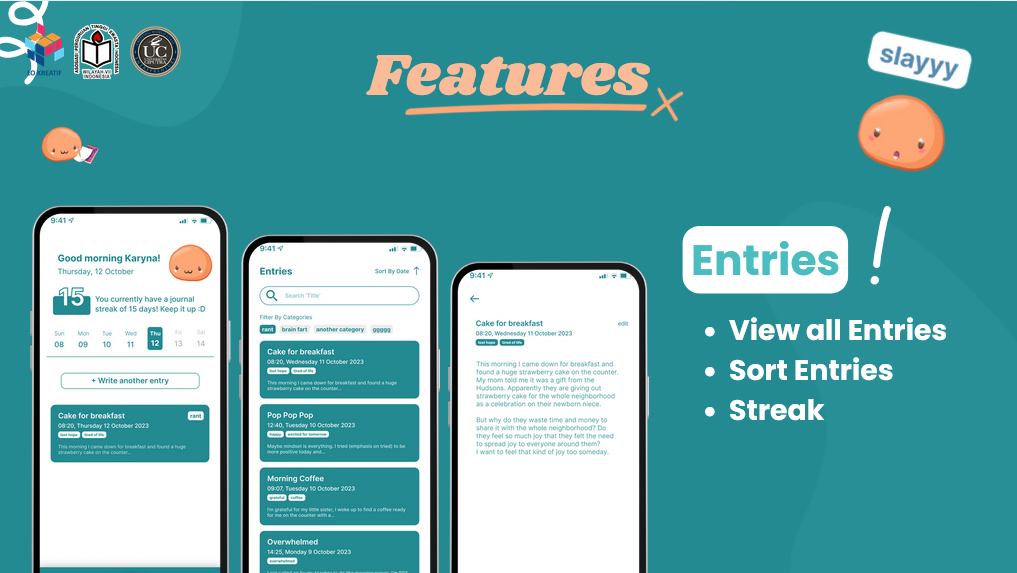 LO KREATIF
ASOSIASI PERGURUAN TINGGI SWASTA INDONESIA
WILAYAH VII
INDONESIA
UC
CIPUTRA
Features
slayyy
9:41
Good morning Karyna!
Thursday, 12 October
15
You currently have a journal
streak of 15 days! Keep it up :D
Sun Mon Tue Wed Thu Fri Sat
08 09 10 11 12 13 14
+ Write another entry
Cake for breakfast
rant
08:20, Thursday 12 October 2023
lost hope tired of life
This morning I came down for breakfast and found a huge
strawberry cake on the counter...
9:41
Entries
Sort By Date
Search 'Title'
Filter By Categories
rant brain fart another category ggggg
Cake for breakfast
08:20, Wednesday 11 October 2023
lost hope tired of life
This morning I came down for breakfast and found a huge
strawberry cake on the counter...
Pop Pop Pop
12:40, Tuesday 10 October 2023
happy excited for tomorrow
Maybe mindset is everything. I tried (emphasis on tried) to be
more positive today and...
Morning Coffee
09:07, Tuesday 10 October 2023
grateful coffee
I'm grateful for my little sister, I woke up to find a coffee ready
for me on the counter with a...
Overwhelmed
14:25, Monday 9 October 2023
overwhelmed
9:41
Cake for breakfast
edit
08:20, Wednesday 11 October 2023
lost hope tired of life
This morning I came down for breakfast and
found a huge strawberry cake on the counter.
My mom told me it was a gift from the
Hudsons. Apparently they are giving out
strawberry cake for the whole neighborhood
as a celebration on their newborn niece.
But why do they waste time and money to
share it with the whole neighborhood? Do
they feel so much joy that they felt the need
to spread joy to everyone around them?
I want to feel that kind of joy too someday.
Entries
View all Entries
Sort Entries
Streak